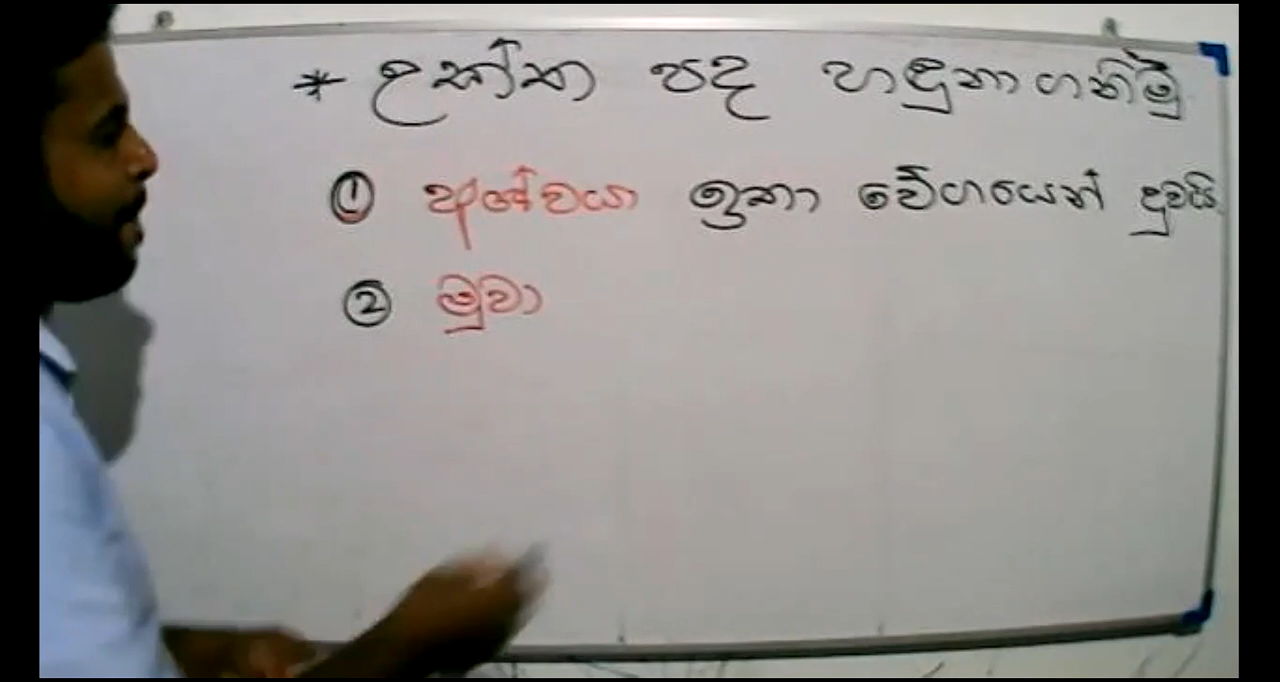 * උක්ත පද හඳුනාගනිමු
① අශ්වයා ඉතා වේගයෙන් දුවයි.
② මුවා